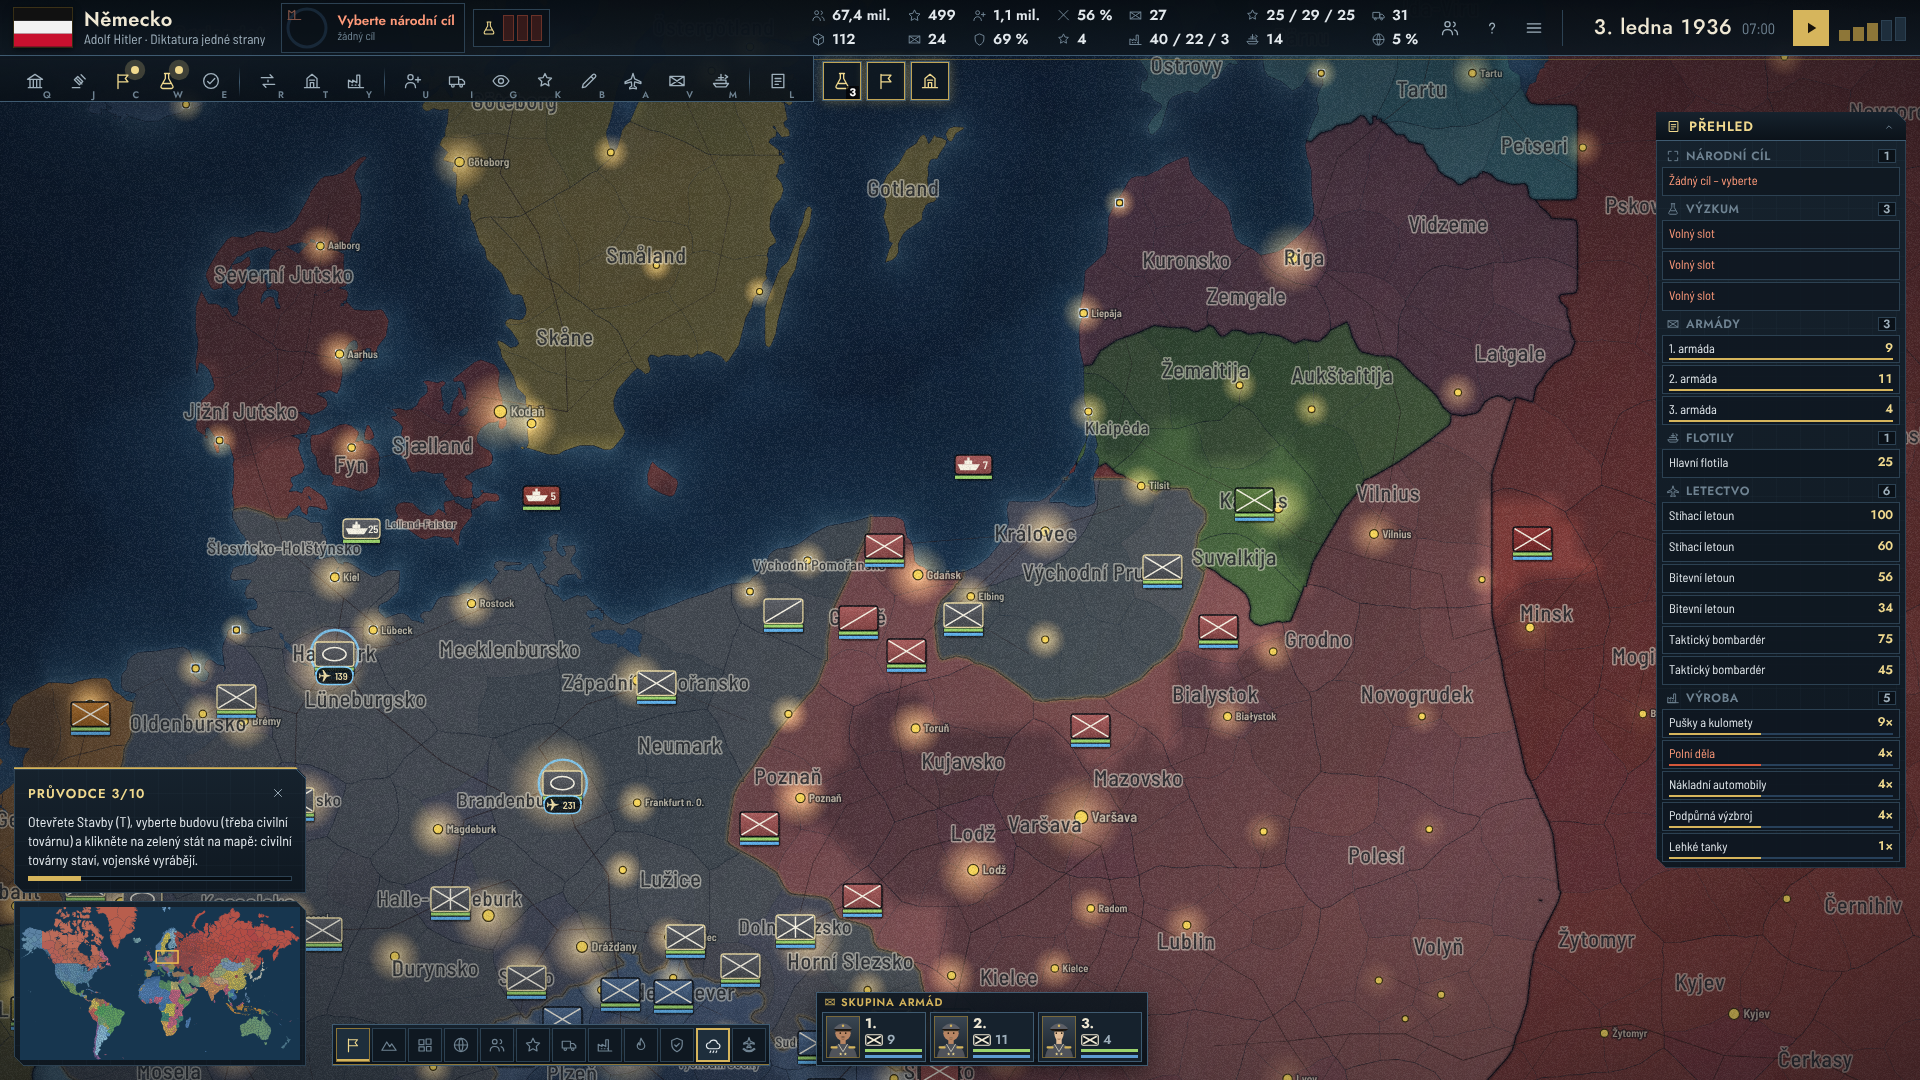 Německo
Adolf Hitler · Diktatura jedné strany
Vyberte národní cíl
žádný cíl
67,4 mil.
499
1,1 mil.
56 %
27
25 / 29 / 25
31
112
24
69 %
4
40 / 22 / 3
14
5 %
?
3. ledna 1936 07:00
Q
J
C
W
E
R
T
Y
U
I
G
K
B
A
V
M
L
3
PŘEHLED
NÁRODNÍ CÍL 1
Žádný cíl – vyberte
VÝZKUM 3
Volný slot
Volný slot
Volný slot
ARMÁDY 3
1. armáda 9
2. armáda 11
3. armáda 4
FLOTILY 1
Hlavní flotila 25
LETECTVO 6
Stíhací letoun 100
Stíhací letoun 60
Bitevní letoun 56
Bitevní letoun 34
Taktický bombardér 75
Taktický bombardér 45
VÝROBA 5
Pušky a kulomety 9×
Polní děla 4×
Nákladní automobily 4×
Podpůrná výzbroj 4×
Lehké tanky 1×
Göteborg
Göteborg
Ostrovy
Tartu
Tartu
Petseri
Gotland
Aalborg
Severní Jutsko
Småland
Kuronsko
Riga
Vidzeme
Zemgale
Liepāja
Skåne
Aarhus
Latgale
Žemaitija
Aukštaitija
Jižní Jutsko
Kodaň
Sjælland
Fyn
Klaipėda
7
5
25
Tilsit
Vilnius
Vilnius
Lolland-Falster
Šlesvicko-Holštýnsko
Královec
Suvalkija
Kiel
Východní Pomořansko
Gdaňsk
Elbing
Rostock
Lübeck
Mecklenbursko
Minsk
Grodno
139
Lüneburgsko
Oldenbursko
Brémy
Bialystok
Białystok
Novogrudek
Toruň
Neumark
Kujavsko
Mazovsko
Poznaň
Poznaň
231
Frankfurt n. O.
Magdeburk
Varšava
Varšava
Lodž
Lodž
Polesí
Lužice
Radom
Lublin
Volyň
Drážďany
Durynsko
Horní Slezsko
Kielce
Kielce
Černihiv
Žytomyr
Žytomyr
Kyjev
Kyjev
Čerkasy
Mosela
Plzeň
PRŮVODCE 3/10
Otevřete Stavby (T), vyberte budovu (třeba civilní
továrnu) a klikněte na zelený stát na mapě: civilní
továrny staví, vojenské vyrábějí.
SKUPINA ARMÁD
1.
9
2.
11
3.
4